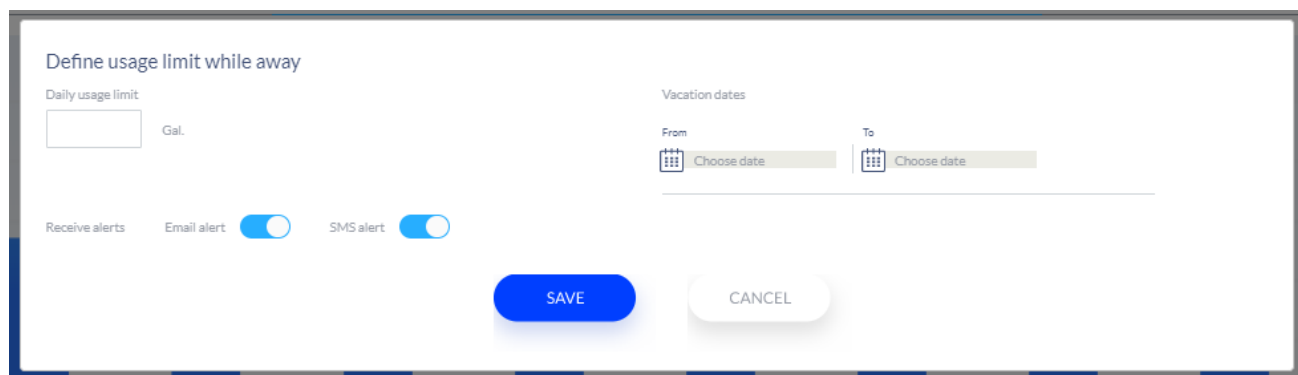 Define usage limit while away
Daily usage limit
Gal.
Vacation dates
From
To
Choose date
Choose date
Receive alerts
Email alert
SMS alert
SAVE
CANCEL